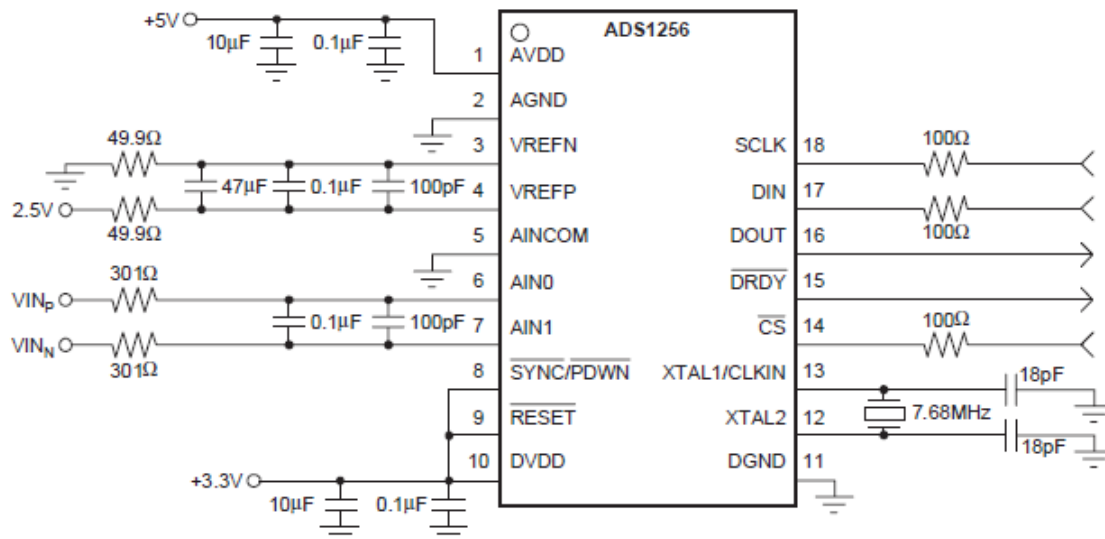 ADS1256
+5V
10µF
0.1µF
1
AVDD
2
AGND
49.9Ω
3
VREFN
SCLK
18
100Ω
47µF
0.1µF
100pF
2.5V
4
VREFP
DIN
17
49.9Ω
100Ω
5
AINCOM
DOUT
16
301Ω
6
AIN0
DRDY
15
VINP
0.1µF
100pF
7
AIN1
CS
14
100Ω
VINN
301Ω
8
SYNC/PDWN
XTAL1/CLKIN
13
18pF
9
RESET
XTAL2
12
7.68MHz
18pF
10
DVDD
DGND
11
+3.3V
10µF
0.1µF